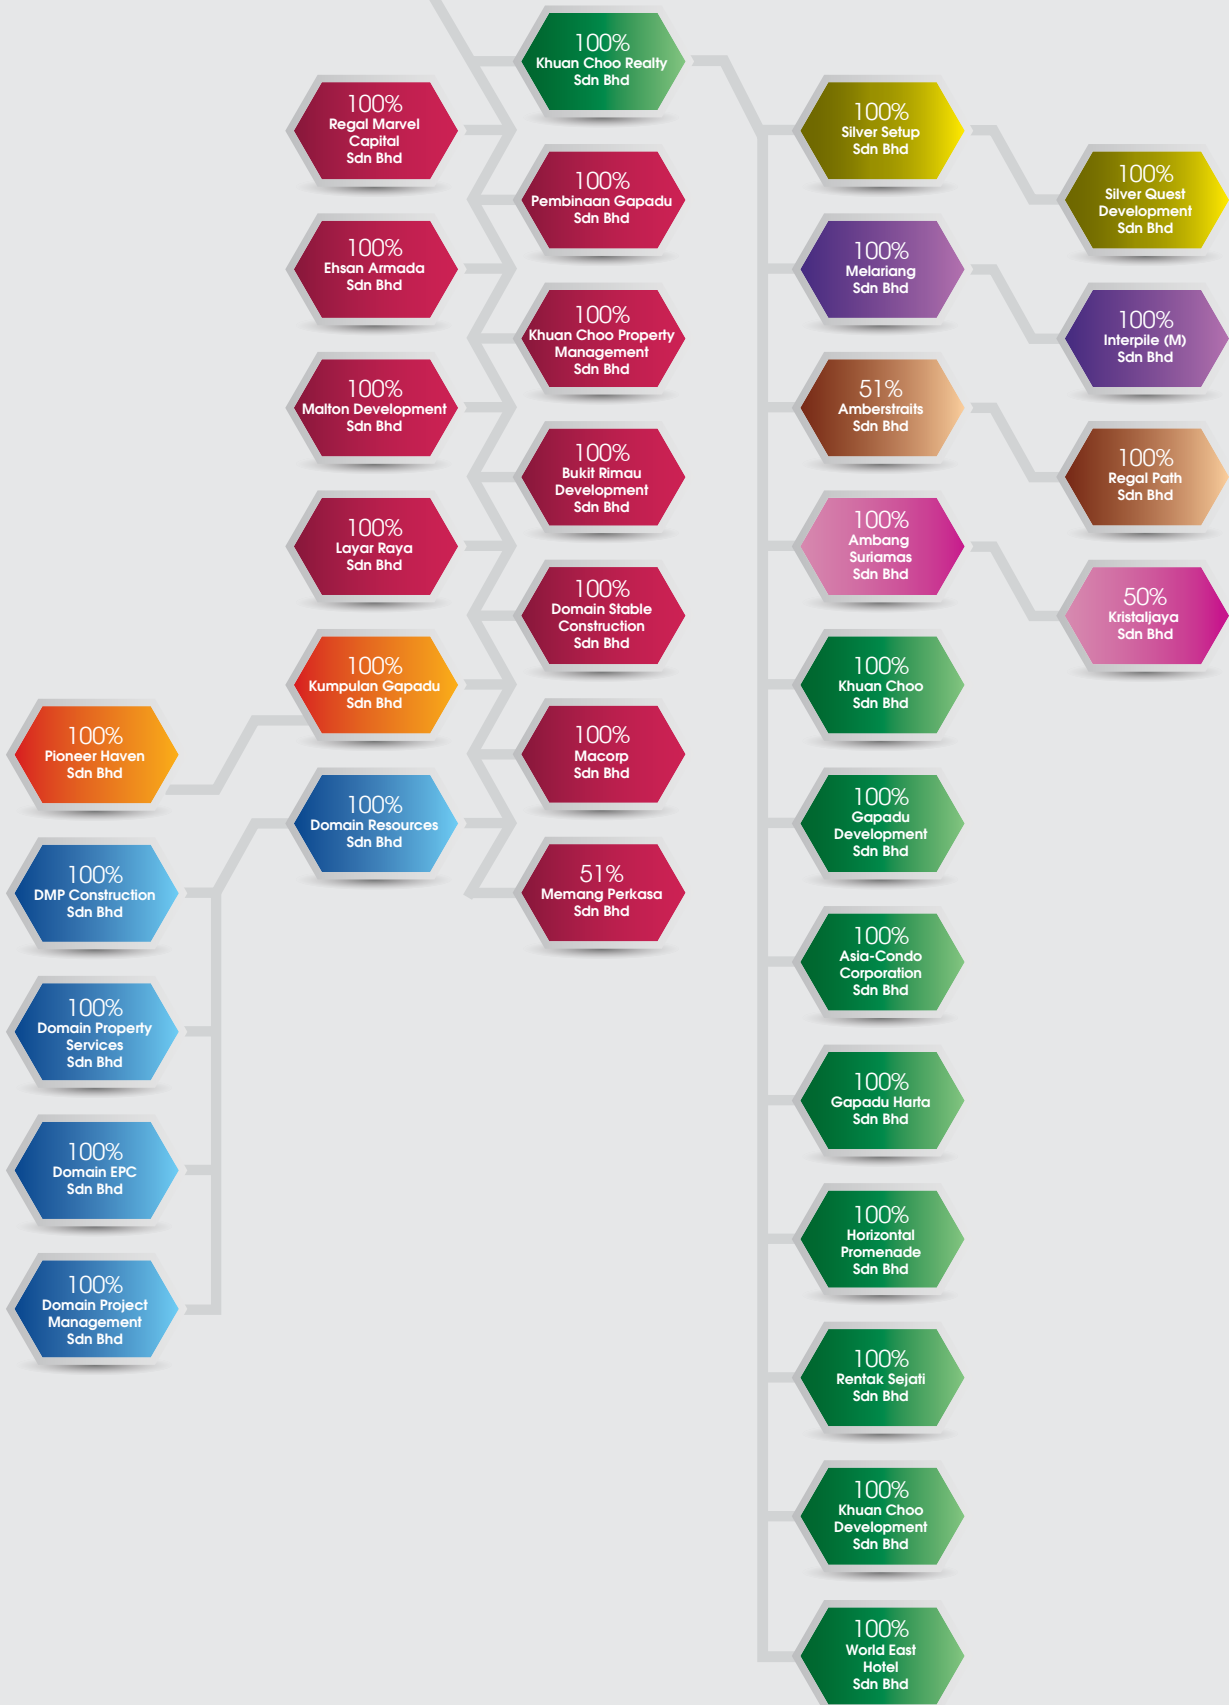 100%
Khuan Choo Realty
Sdn Bhd
100%
Regal Marvel
Capital
Sdn Bhd
100%
Pembinaan Gapadu
Sdn Bhd
100%
Ehsan Armada
Sdn Bhd
100%
Khuan Choo Property
Management
Sdn Bhd
100%
Malton Development
Sdn Bhd
100%
Bukit Rimau
Development
Sdn Bhd
100%
Layar Raya
Sdn Bhd
100%
Domain Stable
Construction
Sdn Bhd
100%
Kumpulan Gapadu
Sdn Bhd
100%
Pioneer Haven
Sdn Bhd
100%
Macorp
Sdn Bhd
100%
Domain Resources
Sdn Bhd
51%
Memang Perkasa
Sdn Bhd
100%
DMP Construction
Sdn Bhd
100%
Domain Property
Services
Sdn Bhd
100%
Domain EPC
Sdn Bhd
100%
Domain Project
Management
Sdn Bhd
100%
Silver Setup
Sdn Bhd
100%
Silver Quest
Development
Sdn Bhd
100%
Melariang
Sdn Bhd
100%
Interpile (M)
Sdn Bhd
51%
Amberstraits
Sdn Bhd
100%
Regal Path
Sdn Bhd
100%
Ambang
Suriamas
Sdn Bhd
50%
Kristaljaya
Sdn Bhd
100%
Khuan Choo
Sdn Bhd
100%
Gapadu
Development
Sdn Bhd
100%
Asia-Condo
Corporation
Sdn Bhd
100%
Gapadu Harta
Sdn Bhd
100%
Horizontal
Promenade
Sdn Bhd
100%
Rentak Sejati
Sdn Bhd
100%
Khuan Choo
Development
Sdn Bhd
100%
World East
Hotel
Sdn Bhd